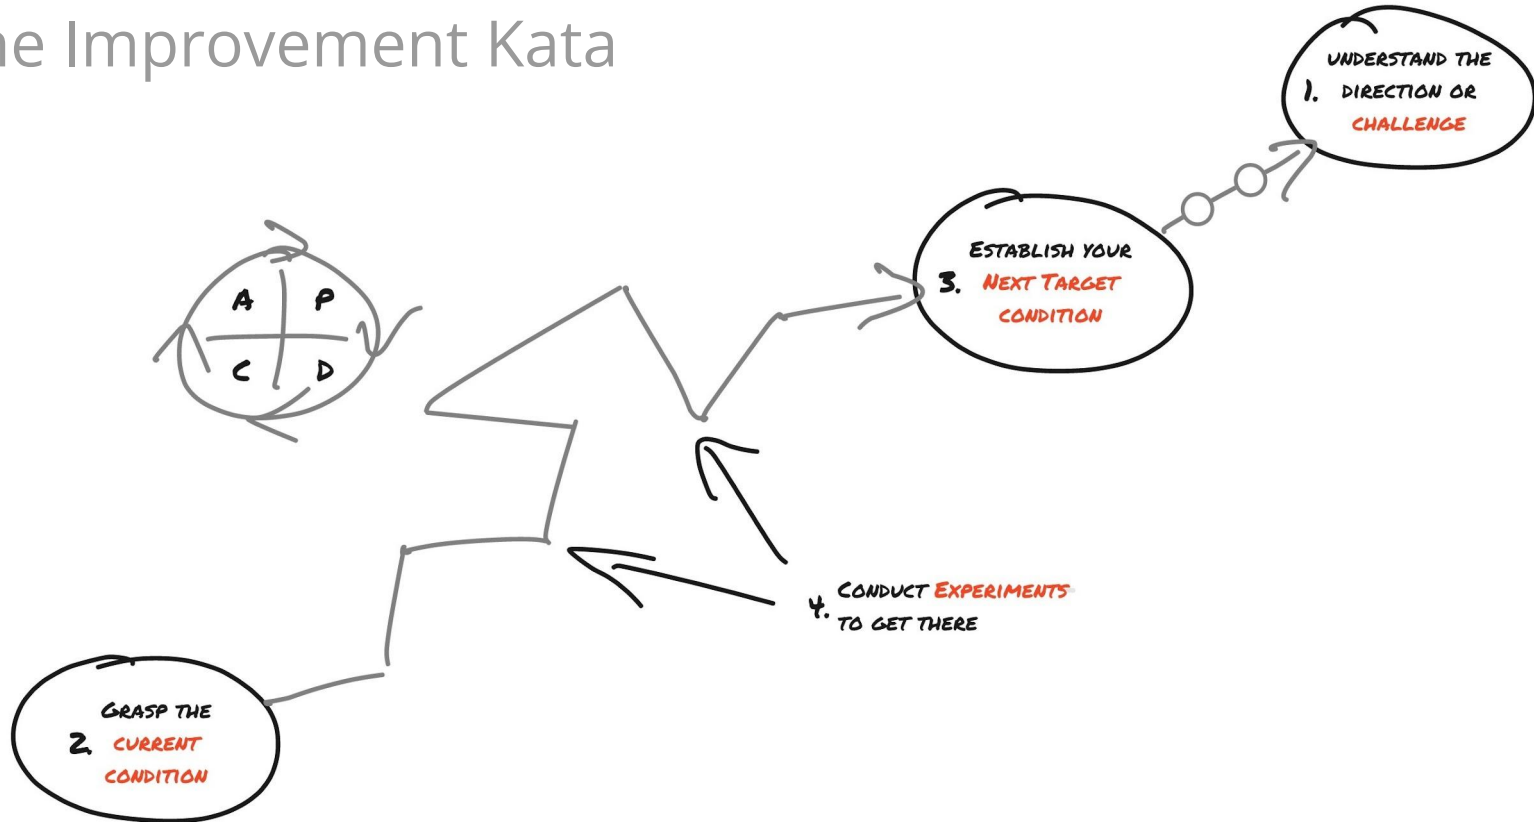 he Improvement Kata
1. UNDERSTAND THE
DIRECTION OR
CHALLENGE
ESTABLISH YOUR
3. NEXT TARGET
CONDITION
A P
C D
4. CONDUCT EXPERIMENTS
TO GET THERE
GRASP THE
2. CURRENT
CONDITION